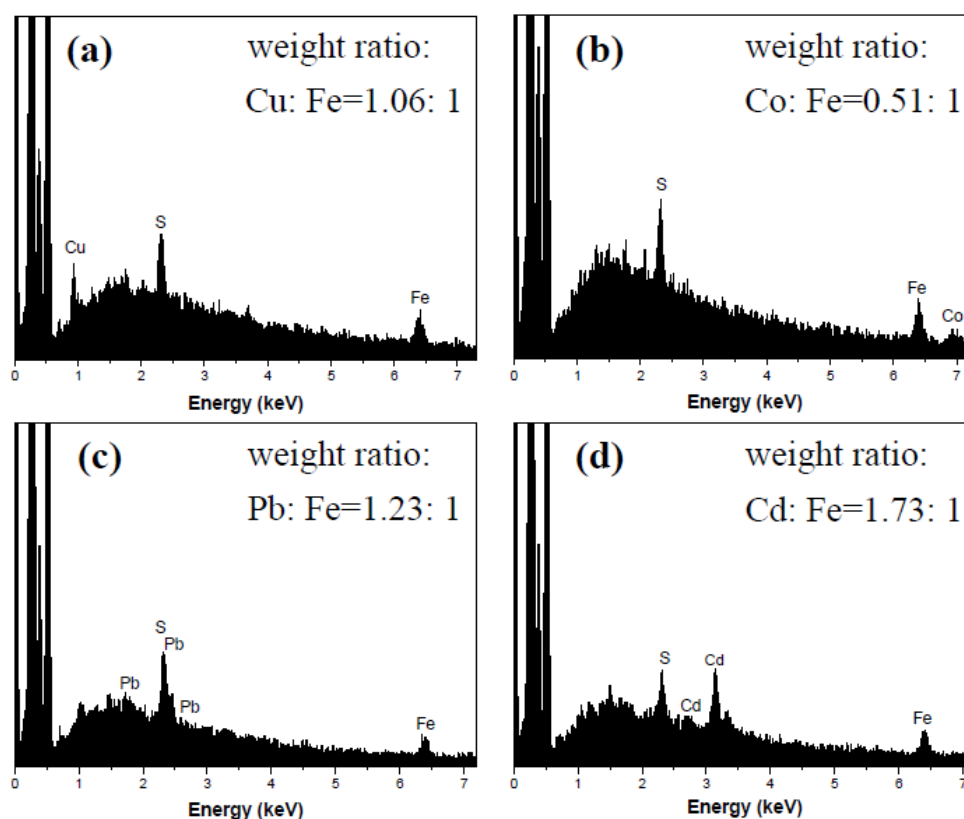 (a) weight ratio:
Cu: Fe=1.06: 1
Cu
S
Fe
0 1 2 3 4 5 6 7
Energy (keV)
(b) weight ratio:
Co: Fe=0.51: 1
S
Fe
Co
0 1 2 3 4 5 6 7
Energy (keV)
(c) weight ratio:
Pb: Fe=1.23: 1
S
Pb
Pb
Pb
Fe
0 1 2 3 4 5 6 7
Energy (keV)
(d) weight ratio:
Cd: Fe=1.73: 1
S
Cd
Cd
Fe
0 1 2 3 4 5 6 7
Energy (keV)